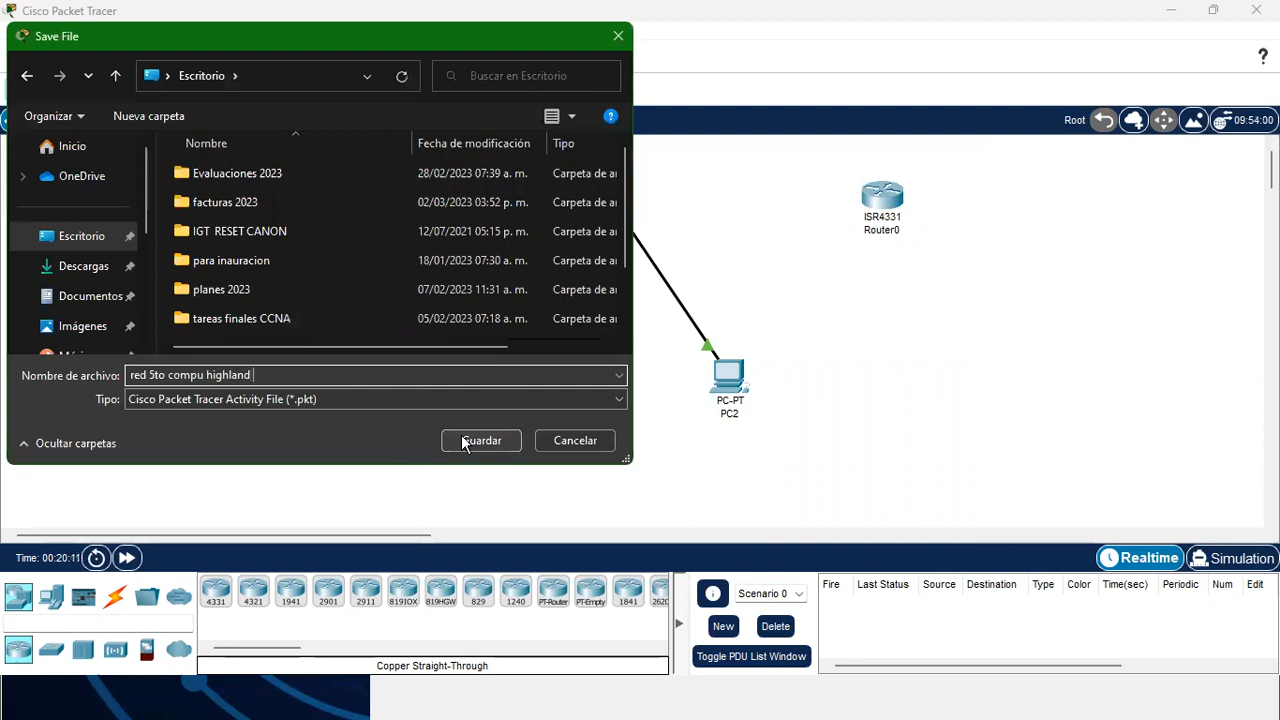 Cisco Packet Tracer
Save File
Escritorio
Buscar en Escritorio
Organizar
Nueva carpeta
?
?
Root
09:54:00
Inicio
OneDrive
Escritorio
Descargas
Documentos
Imágenes
Nombre
Fecha de modificación
Tipo
Evaluaciones 2023
28/02/2023 07:39 a. m.
Carpeta de a
facturas 2023
02/03/2023 03:52 p. m.
Carpeta de a
IGT RESET CANON
12/07/2021 05:15 p. m.
Carpeta de a
para inauracion
18/01/2023 07:30 a. m.
Carpeta de a
planes 2023
07/02/2023 11:31 a. m.
Carpeta de a
tareas finales CCNA
05/02/2023 07:18 a. m.
Carpeta de a
Nombre de archivo:
red 5to compu highland
Tipo:
Cisco Packet Tracer Activity File (*.pkt)
Ocultar carpetas
Guardar
Cancelar
ISR4331
Router0
PC-PT
PC2
Time: 00:20:11
Realtime
Simulation
4331
4321
1941
2901
2911
819IOX
819HGW
829
1240
PT-Router
PT-Empty
1841
2620
Copper Straight-Through
Scenario 0
New
Delete
Toggle PDU List Window
Fire
Last Status
Source
Destination
Type
Color
Time(sec)
Periodic
Num
Edit